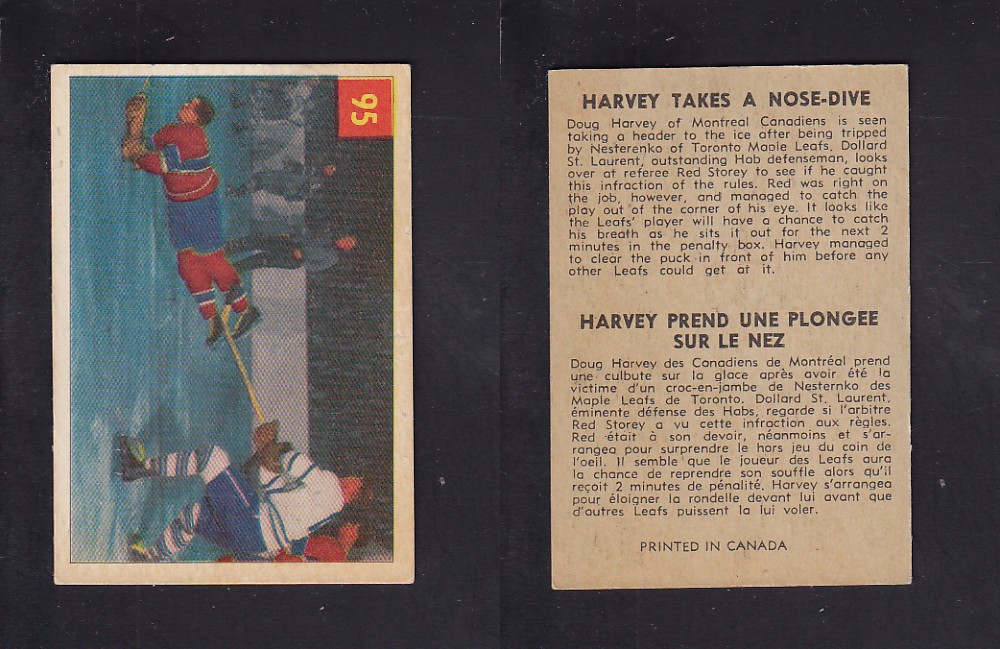 95
HARVEY TAKES A NOSE-DIVE
Doug Harvey of Montreal Canadiens is seen
taking a header to the ice after being tripped
by Nesterenko of Toronto Maple Leafs. Dollard
St. Laurent, outstanding Hab defenseman, looks
over at referee Red Storey to see if he caught
this infraction of the rules. Red was right on
the job, however, and managed to catch the
play out of the corner of his eye. It looks like
the Leafs' player will have a chance to catch
his breath as he sits it out for the next 2
minutes in the penalty box. Harvey managed
to clear the puck in front of him before any
other Leafs could get at it.
HARVEY PREND UNE PLONGEE
SUR LE NEZ
Doug Harvey des Canadiens de Montréal prend
une culbute sur la glace après avoir été la
victime d'un croc-en-jambe de Nesternko des
Maple Leafs de Toronto. Dollard St. Laurent,
éminente défense des Habs, regarde si l'arbitre
Red Storey a vu cette infraction aux règles.
Red était à son devoir, néanmoins et s'ar-
rangea pour surprendre le hors jeu du coin de
l'oeil. Il semble que le joueur des Leafs aura
la chance de reprendre son souffle alors qu'il
reçoit 2 minutes de pénalité. Harvey s'arrangea
pour éloigner la rondelle devant lui avant que
d'autres Leafs puissent la lui voler.
PRINTED IN CANADA